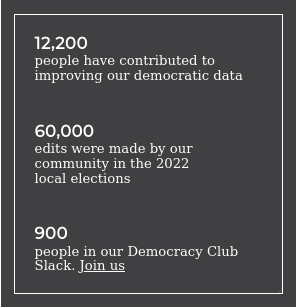 12,200
people have contributed to
improving our democratic data
60,000
edits were made by our
community in the 2022
local elections
900
people in our Democracy Club
Slack. Join us